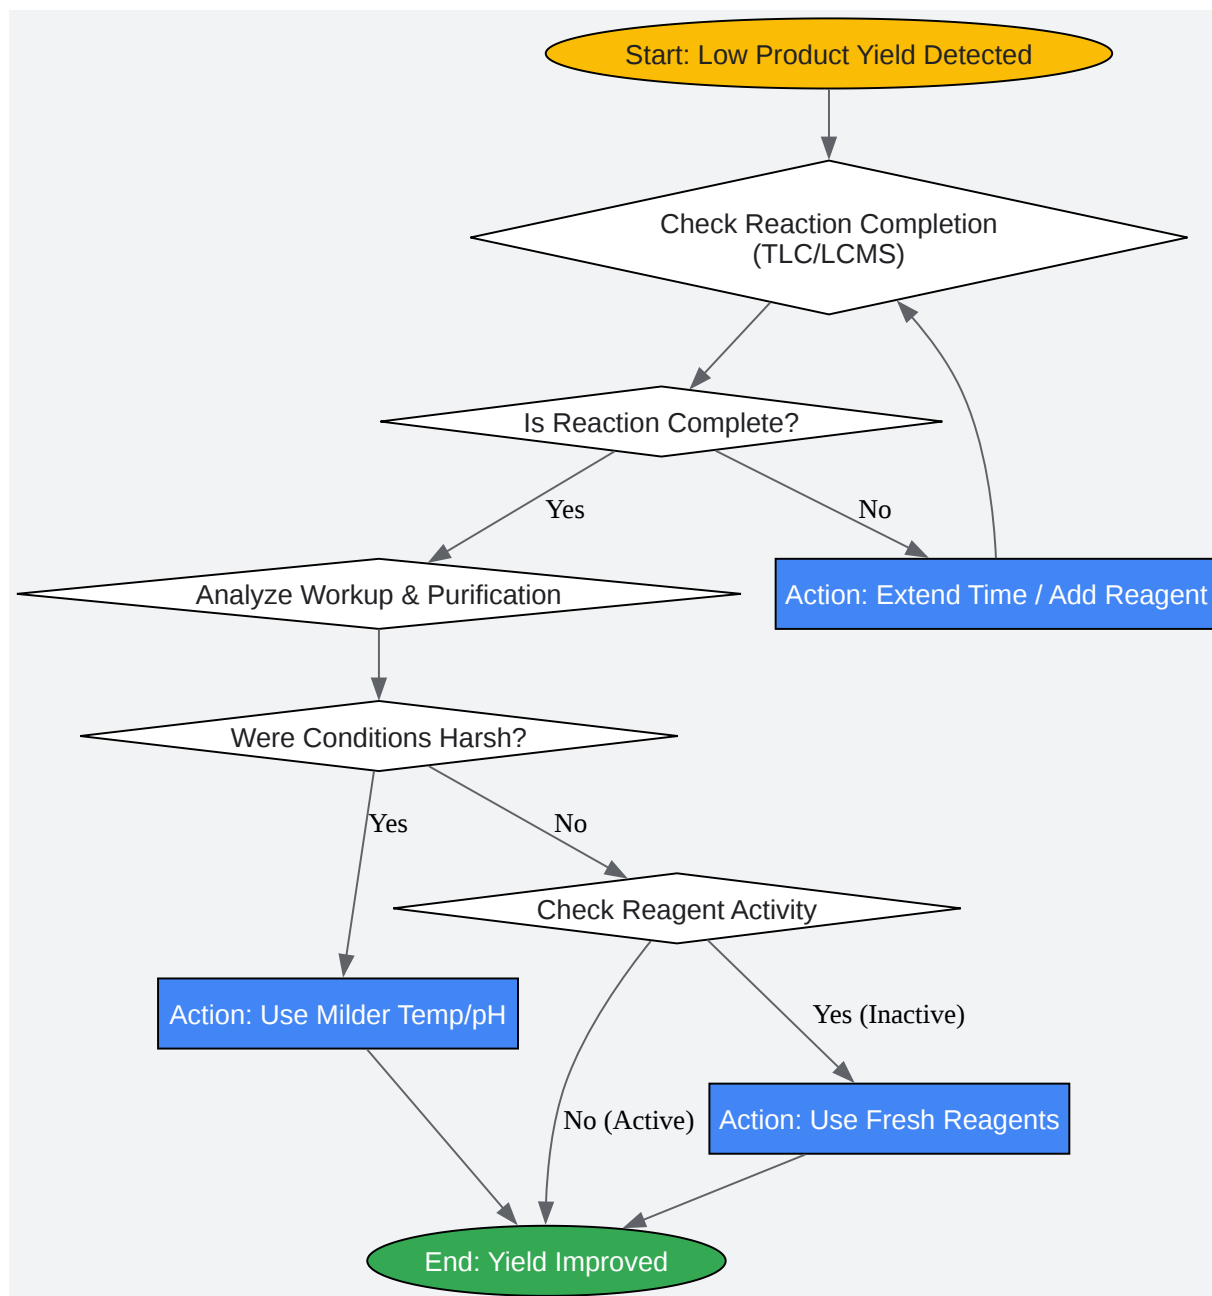 Start: Low Product Yield Detected
Check Reaction Completion
(TLC/LCMS)
Is Reaction Complete?
Yes
No
Analyze Workup & Purification
Action: Extend Time / Add Reagent
Were Conditions Harsh?
Yes
No
Check Reagent Activity
Action: Use Milder Temp/pH
Yes (Inactive)
No (Active)
Action: Use Fresh Reagents
End: Yield Improved